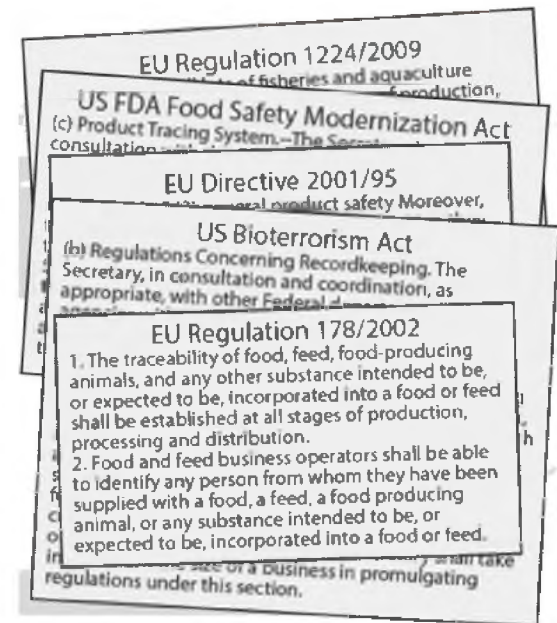 EU Regulation 1224/2009
of fisheries and aquaculture
production,
US FDA Food Safety Modernization Act
(c) Product Tracing System.–The
consultation
EU Directive 2001/95
general product safety Moreover,
US Bioterrorism Act
(b) Regulations Concerning Recordkeeping. The
Secretary, in consultation and coordination, as
appropriate, with other Federal
EU Regulation 178/2002
1. The traceability of food, feed, food-producing
animals, and any other substance intended to be,
or expected to be, incorporated into a food or feed
shall be established at all stages of production,
processing and distribution.
2. Food and feed business operators shall be able
to identify any person from whom they have been
supplied with a food, a feed, a food producing
animal, or any substance intended to be, or
expected to be, incorporated into a food or feed.
size of a business in promulgating
shall take
regulations under this section.